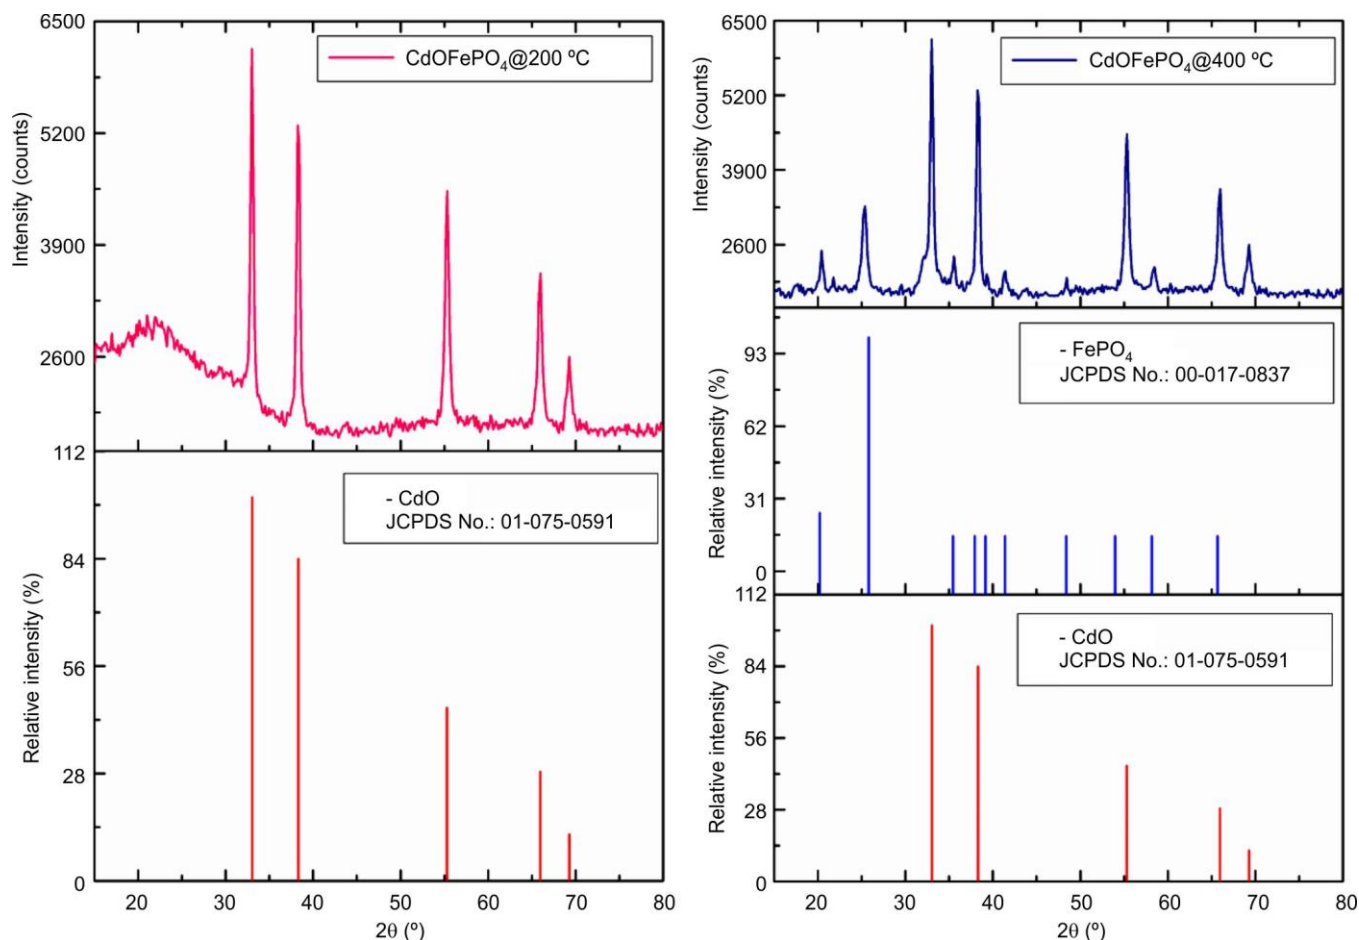 6500
5200
3900
2600
Intensity (counts)
CdOFePO₄@200 ºC
112
84
56
28
0
Relative intensity (%)
- CdO
JCPDS No.: 01-075-0591
20 30 40 50 60 70 80
2θ (º)
6500
5200
3900
2600
Intensity (counts)
CdOFePO₄@400 ºC
93
62
31
0
Relative intensity (%)
- FePO₄
JCPDS No.: 00-017-0837
112
84
56
28
0
Relative intensity (%)
- CdO
JCPDS No.: 01-075-0591
20 30 40 50 60 70 80
2θ (º)